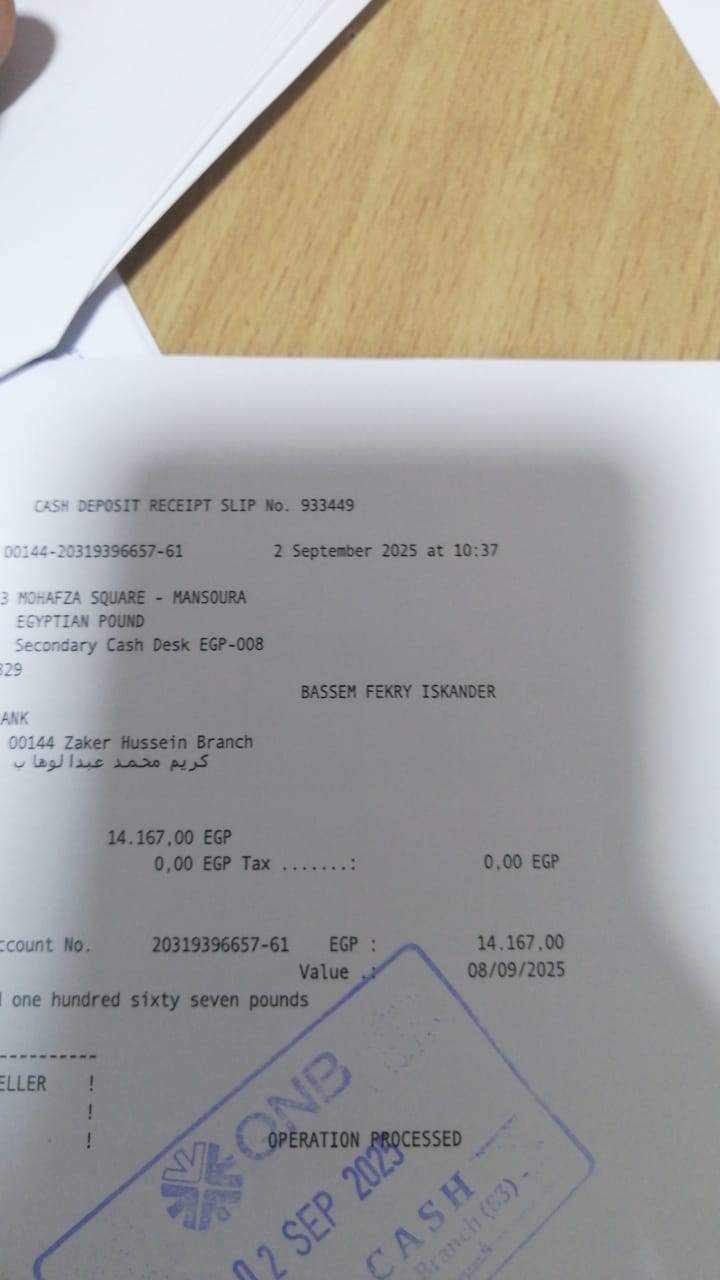 CASH DEPOSIT RECEIPT SLIP No. 933449
00144-20319396657-61 2 September 2025 at 10:37
3 MOHAFZA SQUARE - MANSOURA
EGYPTIAN POUND
Secondary Cash Desk EGP-008
329
BASSEM FEKRY ISKANDER
ANK
00144 Zaker Hussein Branch
كريم محمد عبدالوهاب
14.167,00 EGP
0,00 EGP Tax .......: 0,00 EGP
ccount No. 20319396657-61 EGP : 14.167,00
Value .: 08/09/2025
one hundred sixty seven pounds
----------
ELLER !
!
! OPERATION PROCESSED
QNB
02 SEP 2025
CASH
Branch (83) -